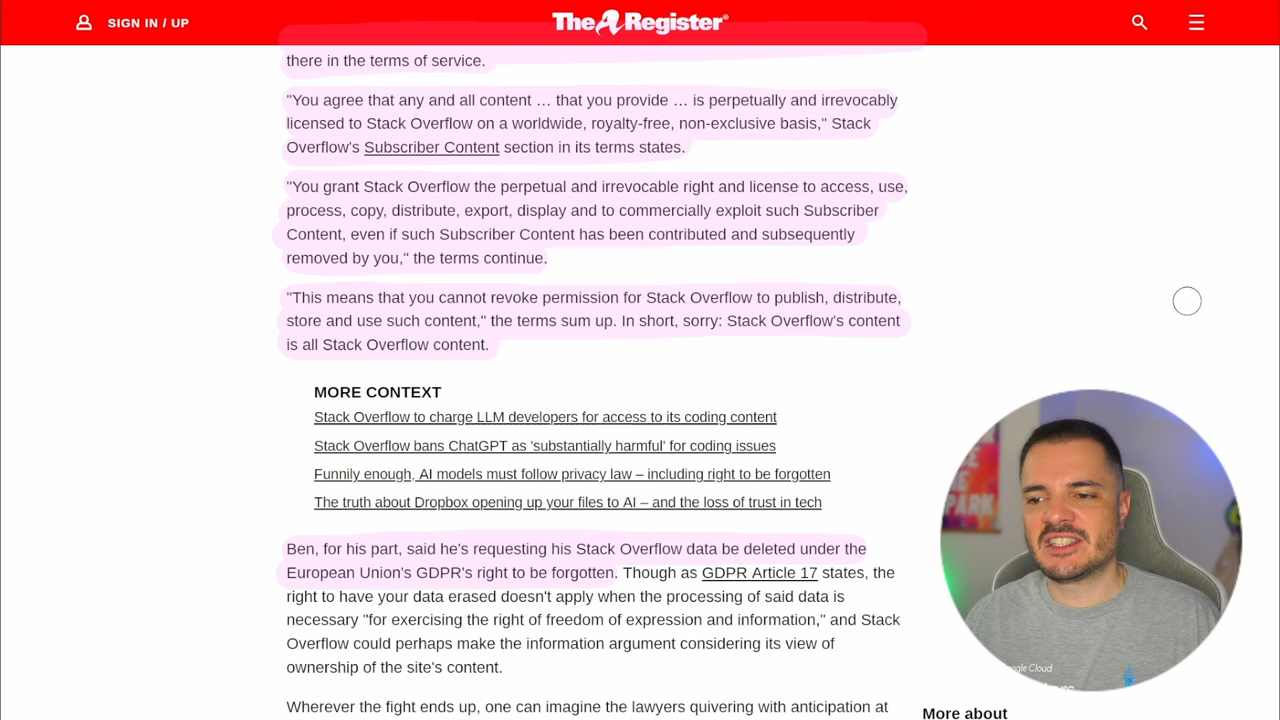 SIGN IN / UP
The Register®
there in the terms of service.
"You agree that any and all content … that you provide … is perpetually and irrevocably
licensed to Stack Overflow on a worldwide, royalty-free, non-exclusive basis," Stack
Overflow's Subscriber Content section in its terms states.
"You grant Stack Overflow the perpetual and irrevocable right and license to access, use,
process, copy, distribute, export, display and to commercially exploit such Subscriber
Content, even if such Subscriber Content has been contributed and subsequently
removed by you," the terms continue.
"This means that you cannot revoke permission for Stack Overflow to publish, distribute,
store and use such content," the terms sum up. In short, sorry: Stack Overflow's content
is all Stack Overflow content.
MORE CONTEXT
Stack Overflow to charge LLM developers for access to its coding content
Stack Overflow bans ChatGPT as 'substantially harmful' for coding issues
Funnily enough, AI models must follow privacy law – including right to be forgotten
The truth about Dropbox opening up your files to AI – and the loss of trust in tech
Ben, for his part, said he's requesting his Stack Overflow data be deleted under the
European Union's GDPR's right to be forgotten. Though as GDPR Article 17 states, the
right to have your data erased doesn't apply when the processing of said data is
necessary "for exercising the right of freedom of expression and information," and Stack
Overflow could perhaps make the information argument considering its view of
ownership of the site's content.
Wherever the fight ends up, one can imagine the lawyers quivering with anticipation at
More about
PARK
Cloud